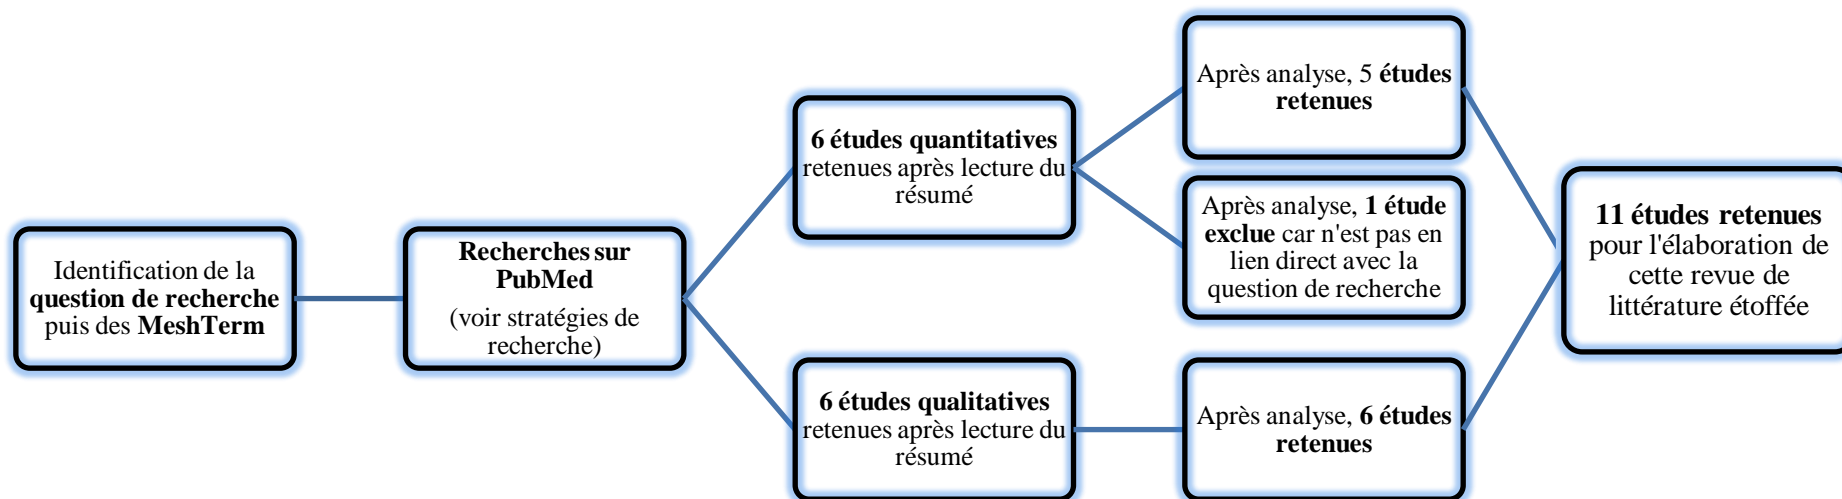 Identification de la
question de recherche
puis des MeshTerm
Recherches sur
PubMed
(voir stratégies de
recherche)
6 études quantitatives
retenues après lecture du
résumé
6 études qualitatives
retenues après lecture du
résumé
Après analyse, 5 études
retenues
Après analyse, 1 étude
exclue car n'est pas en
lien direct avec la
question de recherche
Après analyse, 6 études
retenues
11 études retenues
pour l'élaboration de
cette revue de
littérature étoffée